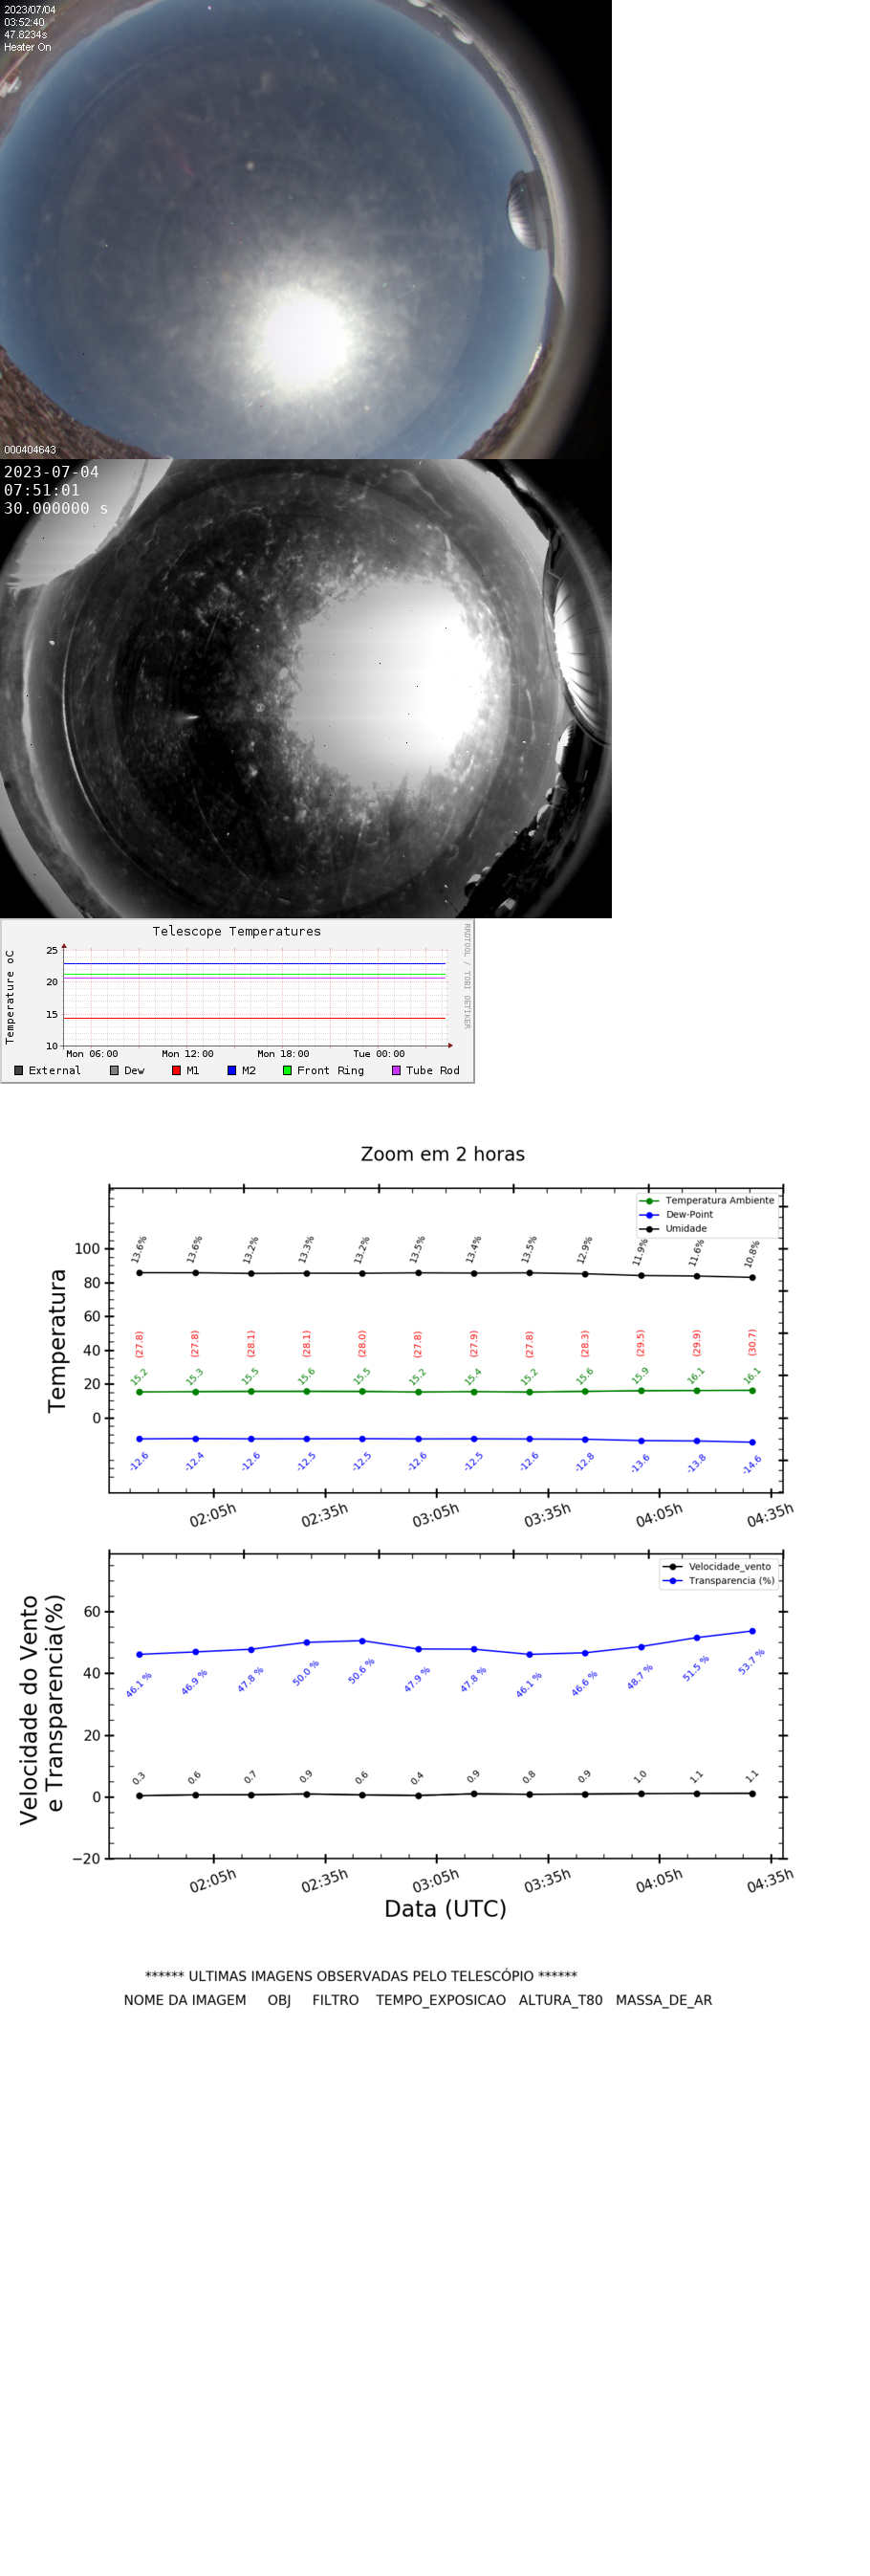 2023/07/04
03:52:40
47.8234s
Heater On
000404643
2023-07-04
07:51:01
30.000000 s
Telescope Temperatures
RRDTOOL / TOBI OETIKER
Temperature oC
25
20
15
10
Mon 06:00 Mon 12:00 Mon 18:00 Tue 00:00
External Dew M1 M2 Front Ring Tube Rod
Zoom em 2 horas
Temperatura Ambiente
Dew-Point
Umidade
Temperatura
100
80
60
40
20
0
13.6% 13.6% 13.2% 13.3% 13.2% 13.5% 13.4% 13.5% 12.9% 11.9% 11.6% 10.8%
(27.8) (27.8) (28.1) (28.1) (28.0) (27.8) (27.9) (27.8) (28.3) (29.5) (29.9) (30.7)
15.2 15.3 15.5 15.6 15.5 15.2 15.4 15.2 15.6 15.9 16.1 16.1
-12.6 -12.4 -12.6 -12.5 -12.5 -12.6 -12.5 -12.6 -12.8 -13.6 -13.8 -14.6
02:05h 02:35h 03:05h 03:35h 04:05h 04:35h
Velocidade_vento
Transparencia (%)
Velocidade do Vento
e Transparencia(%)
60
40
20
0
−20
46.1 % 46.9 % 47.8 % 50.0 % 50.6 % 47.9 % 47.8 % 46.1 % 46.6 % 48.7 % 51.5 % 53.7 %
0.3 0.6 0.7 0.9 0.6 0.4 0.9 0.8 0.9 1.0 1.1 1.1
02:05h 02:35h 03:05h 03:35h 04:05h 04:35h
Data (UTC)
****** ULTIMAS IMAGENS OBSERVADAS PELO TELESCÓPIO ******
NOME DA IMAGEM OBJ FILTRO TEMPO_EXPOSICAO ALTURA_T80 MASSA_DE_AR